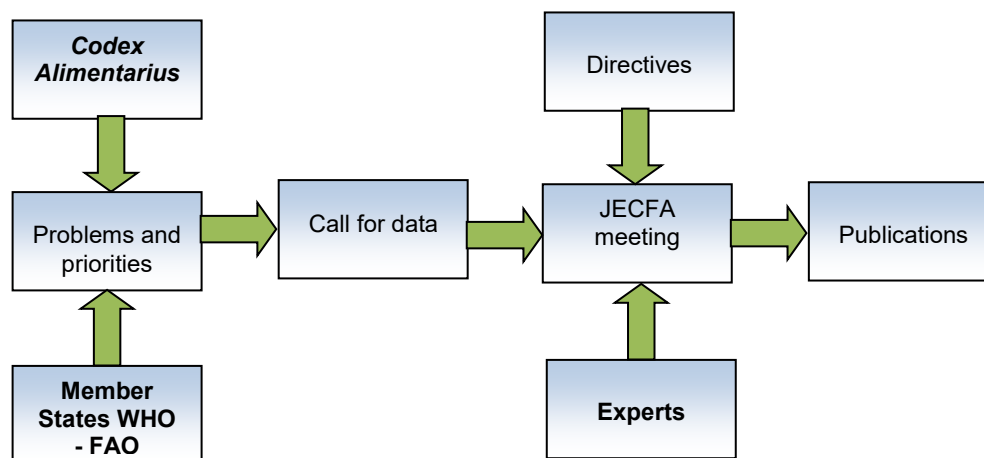 Codex
Alimentarius
Directives
Problems and
priorities
Call for data
JECFA
meeting
Publications
Member
States WHO
- FAO
Experts